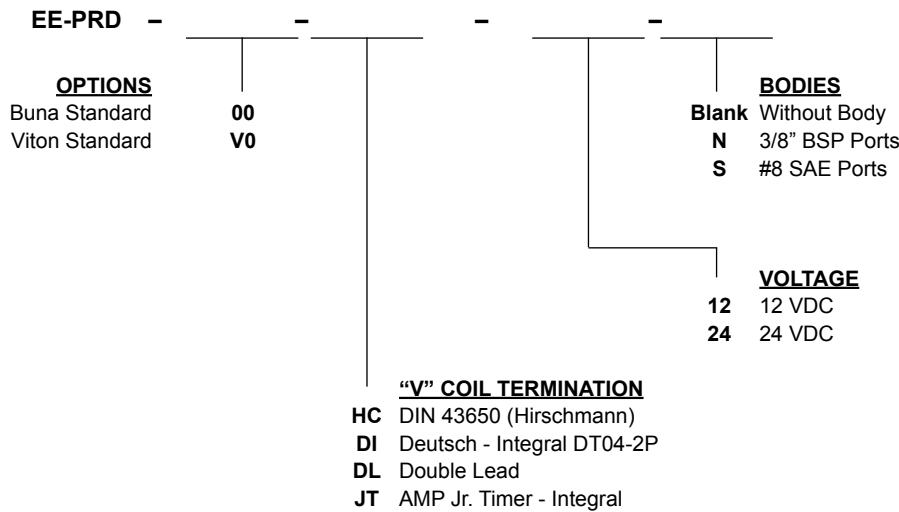 EE-PRD – – – –
OPTIONS
Buna Standard 00
Viton Standard V0
BODIES
Blank Without Body
N 3/8” BSP Ports
S #8 SAE Ports
VOLTAGE
12 12 VDC
24 24 VDC
“V” COIL TERMINATION
HC DIN 43650 (Hirschmann)
DI Deutsch - Integral DT04-2P
DL Double Lead
JT AMP Jr. Timer - Integral